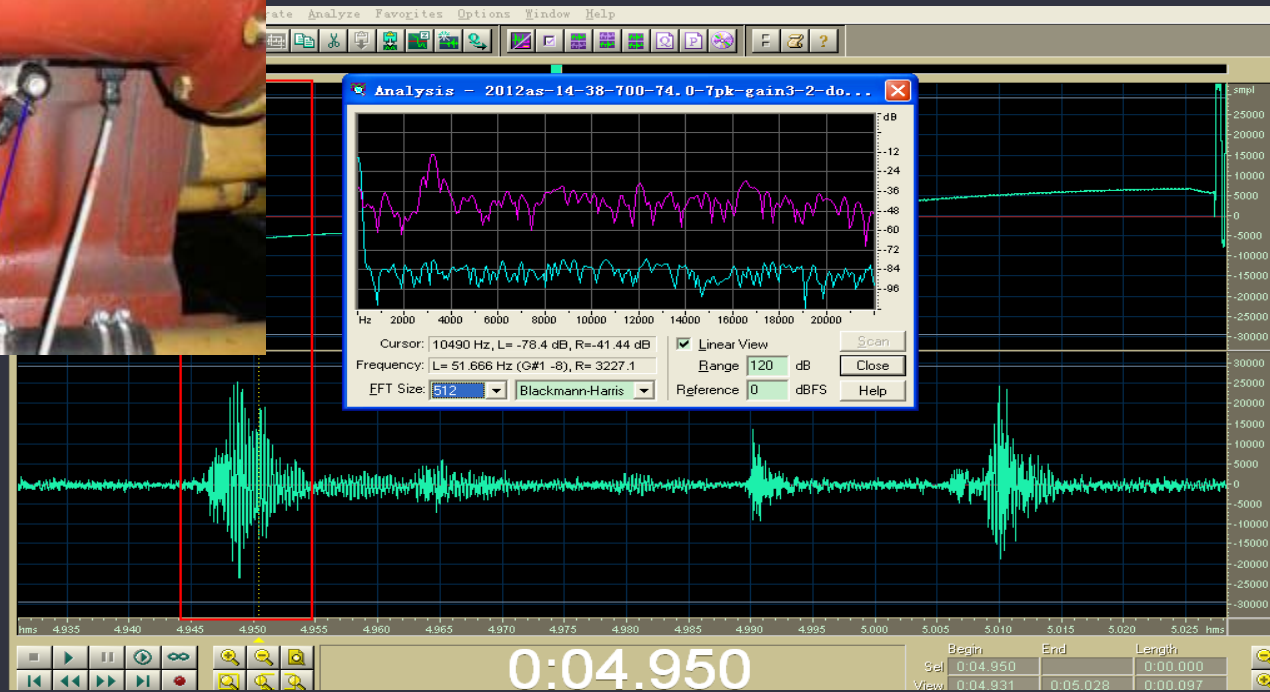 rate Analyze Favorites Options Window Help
F ?
Analysis - 2012as-14-38-700-74.0-7pk-gain3-2-do...
dB
-12
-24
-36
-48
-60
-72
-84
-96
Hz 2000 4000 6000 8000 10000 12000 14000 16000 18000 20000
Cursor: 10490 Hz, L= -78.4 dB, R=-41.44 dB
Linear View
Scan
Frequency: L= 51.666 Hz (G#1 -8), R= 3227.1
Range 120 dB
Close
FFT Size: 512 Blackmann-Harris
Reference 0 dBFS
Help
smpl
25000
20000
15000
10000
5000
0
-5000
-10000
-15000
-20000
-25000
-30000
30000
25000
20000
15000
10000
5000
0
-5000
-10000
-15000
-20000
-25000
-30000
hms 4.935 4.940 4.945 4.950 4.955 4.960 4.965 4.970 4.975 4.980 4.985 4.990 4.995 5.000 5.005 5.010 5.015 5.020 5.025 hms
0:04.950
Begin End Length
Sel 0:04.950 0:00.000
View 0:04.931 0:05.028 0:00.097